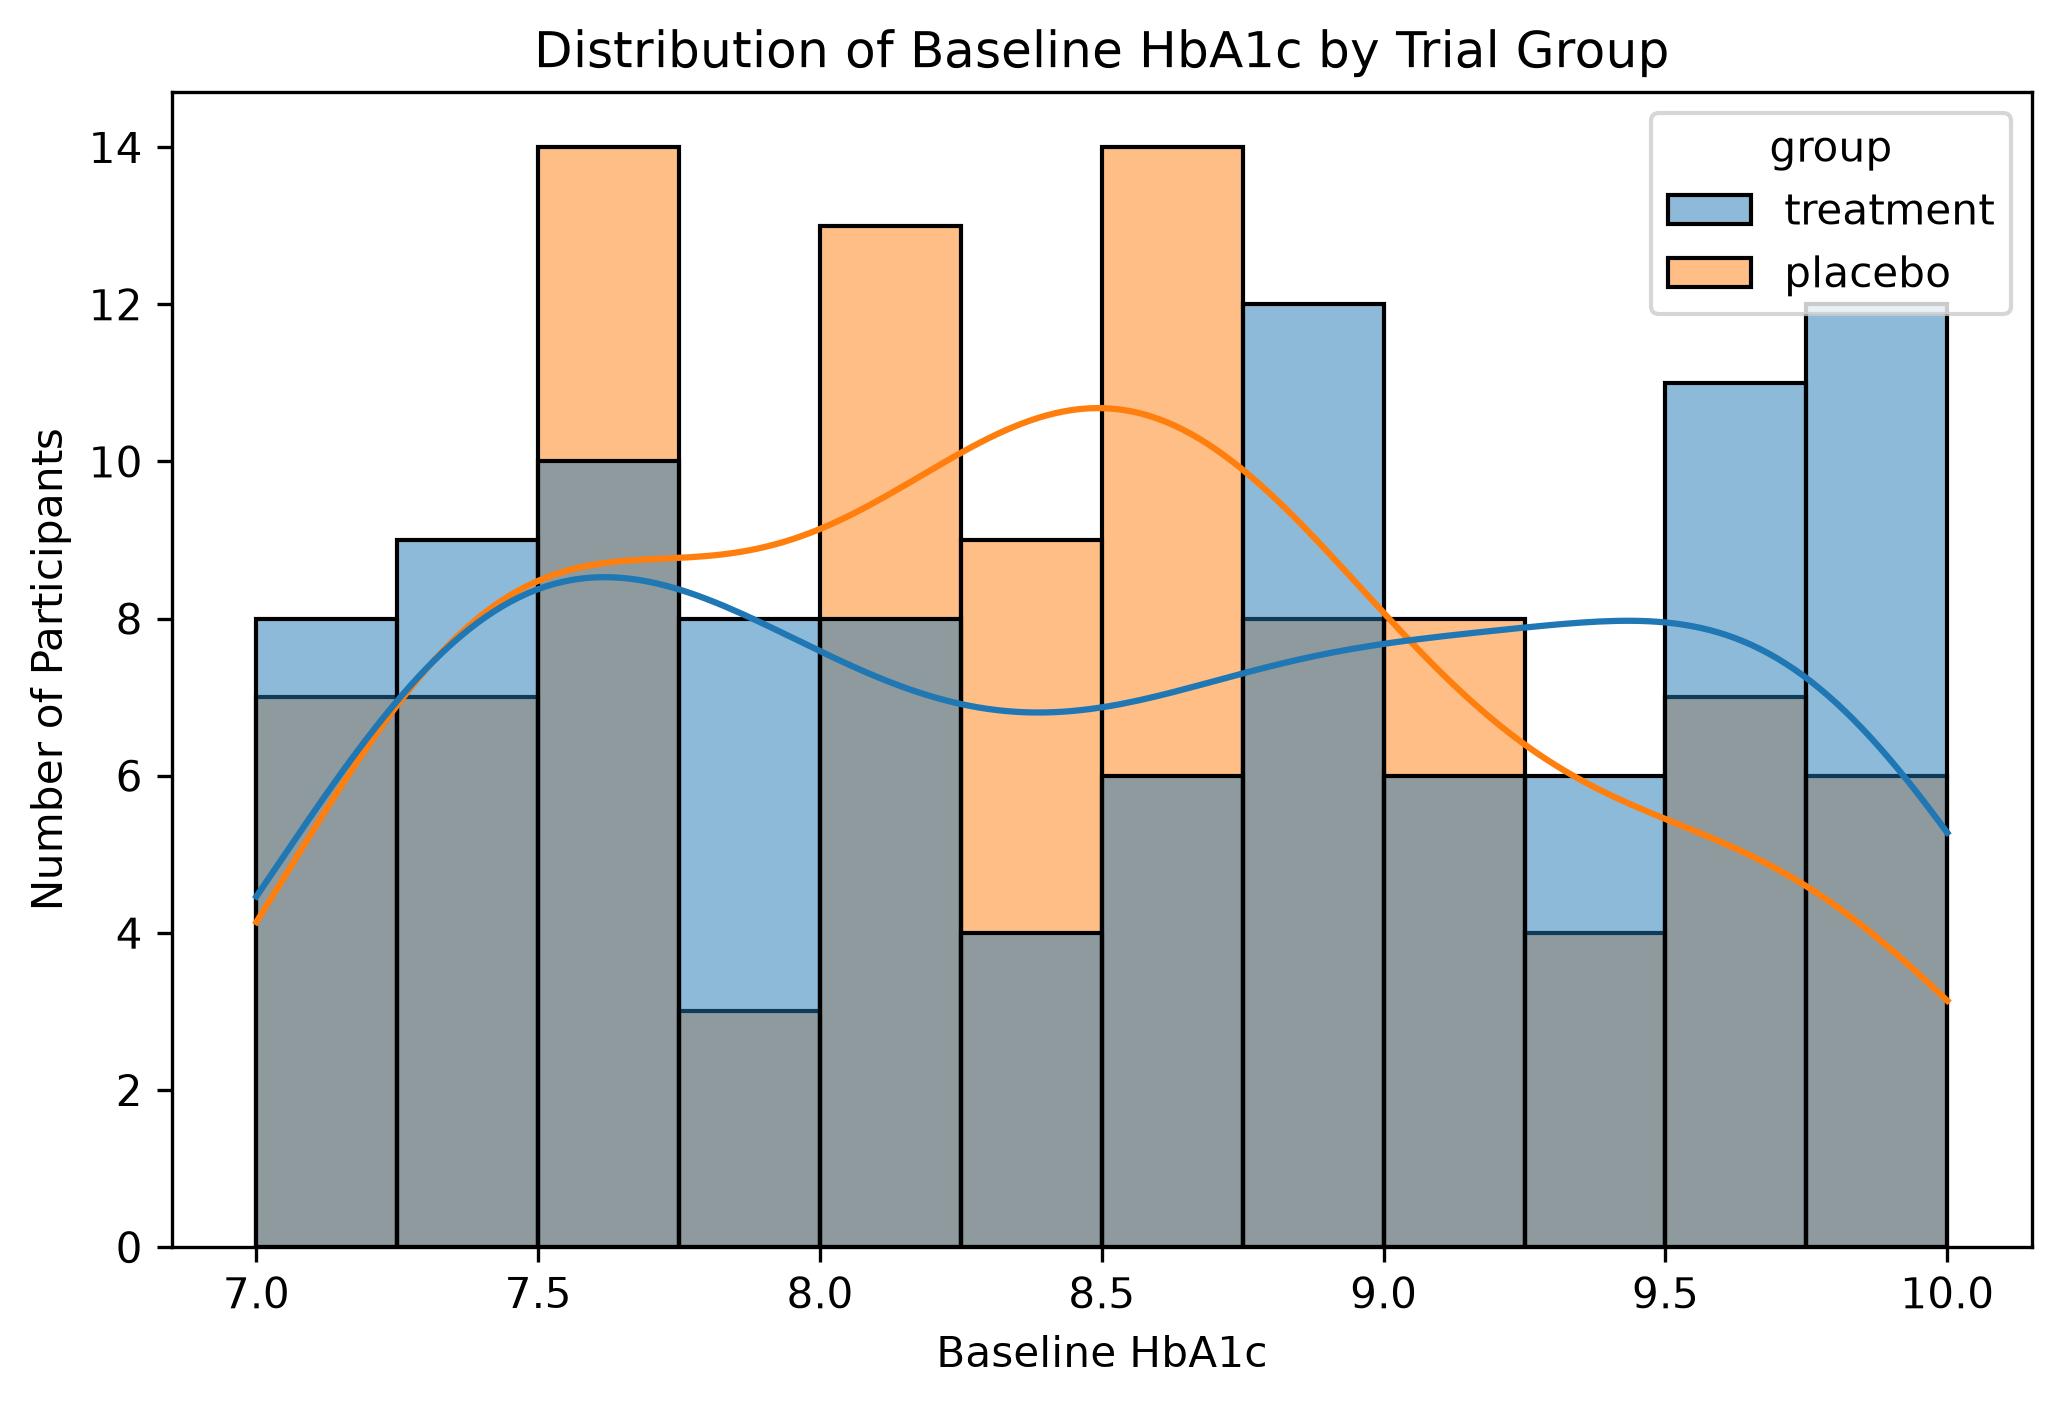 Distribution of Baseline HbA1c by Trial Group
group
treatment
placebo
14
12
10
8
6
4
2
0
Number of Participants
7.0 7.5 8.0 8.5 9.0 9.5 10.0
Baseline HbA1c